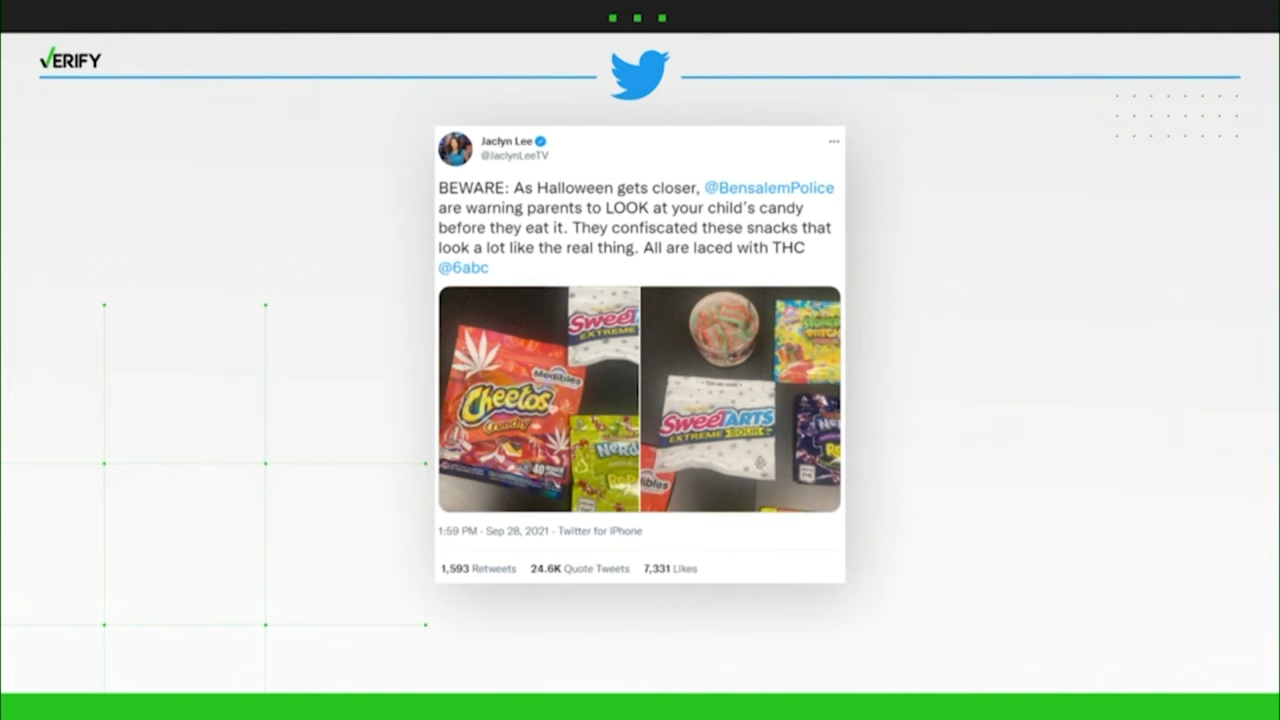 VERIFY
Jaclyn Lee
@JaclynLeeTV
BEWARE: As Halloween gets closer, @BensalemPolice
are warning parents to LOOK at your child's candy
before they eat it. They confiscated these snacks that
look a lot like the real thing. All are laced with THC
@6abc
Medibles
Cheetos
Crunchy
40
Sweet
EXTREME
Nerds
Rop
SweeTARTS
EXTREME SOUR
ibles
1:59 PM · Sep 28, 2021 · Twitter for iPhone
1,593 Retweets 24.6K Quote Tweets 7,331 Likes